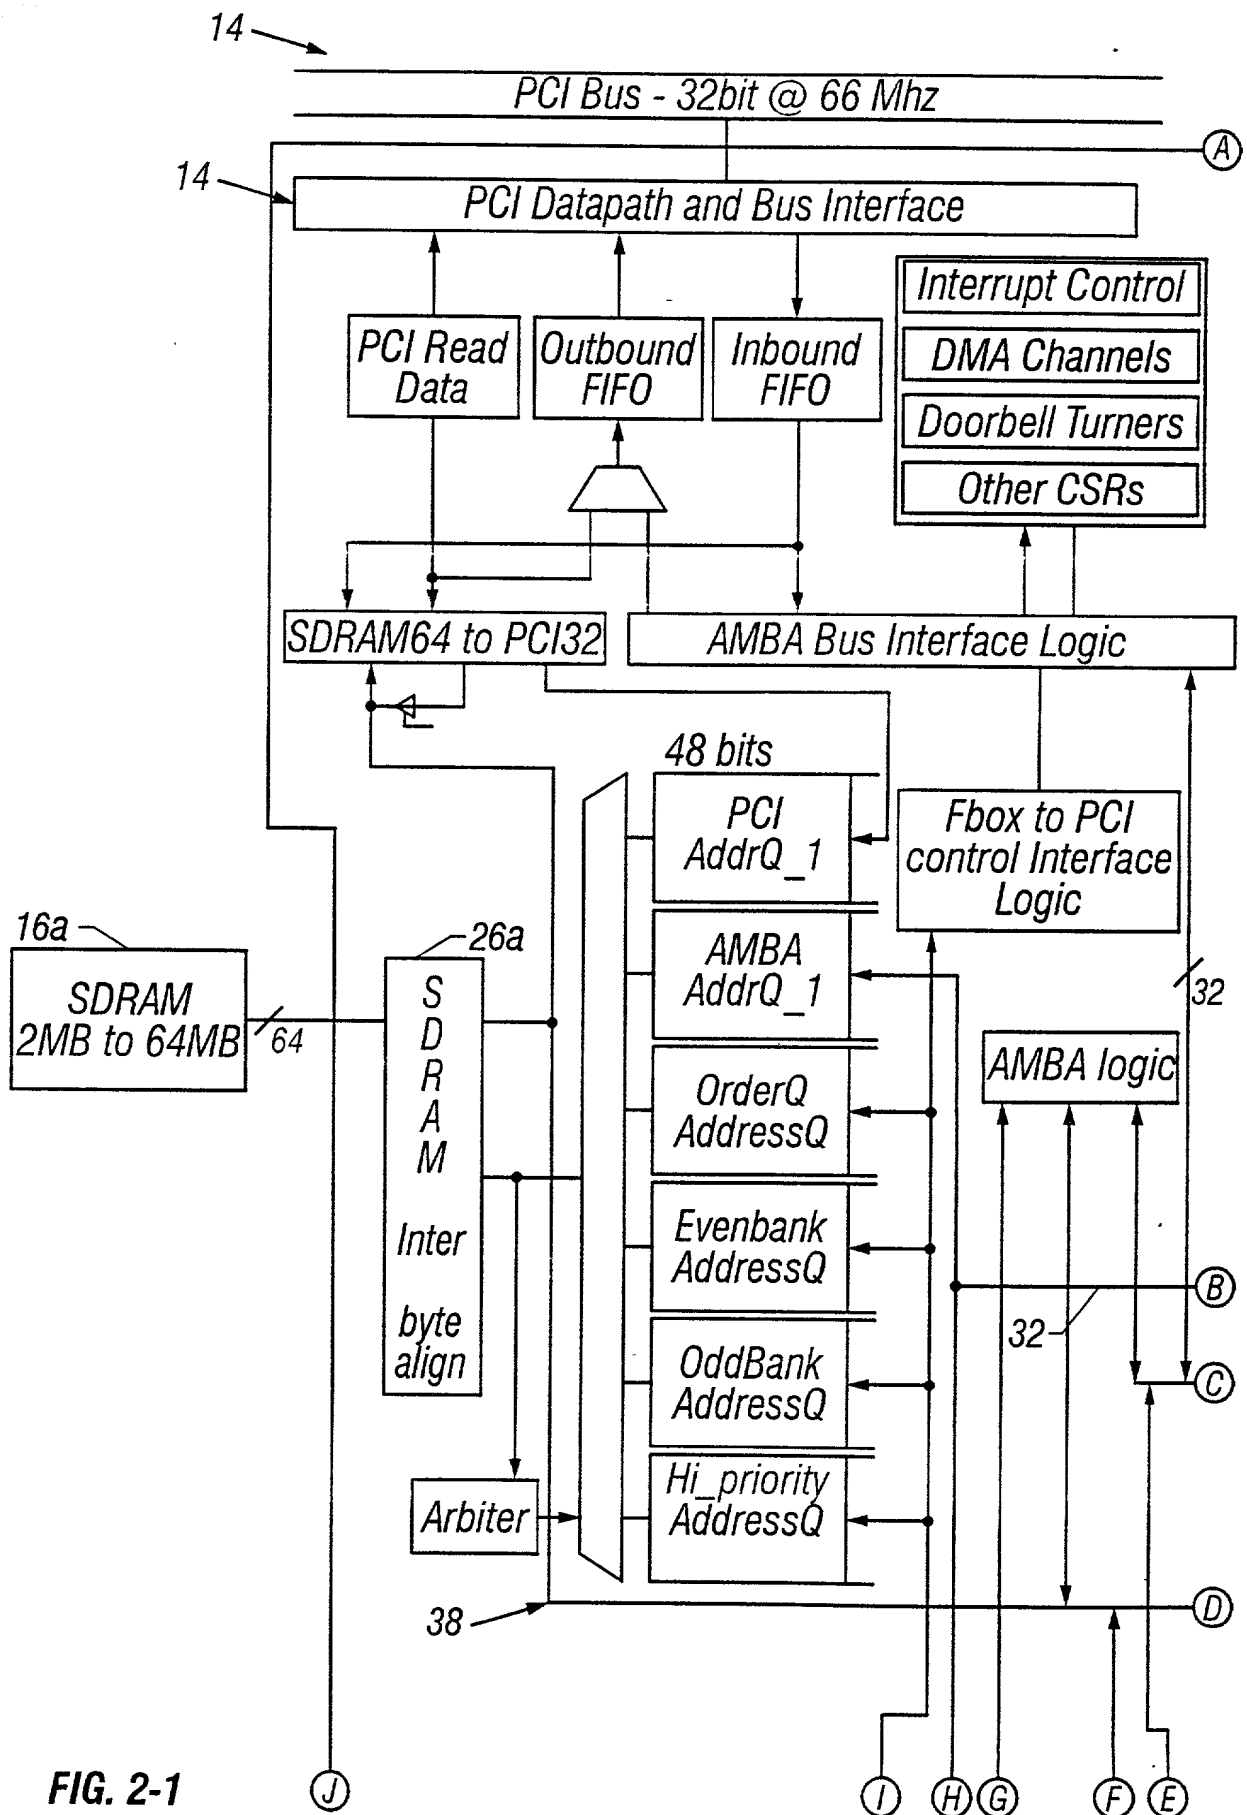 14
PCI Bus - 32bit @ 66 Mhz
A
14
PCI Datapath and Bus Interface
Interrupt Control
DMA Channels
Doorbell Turners
Other CSRs
PCI Read
Data
Outbound
FIFO
Inbound
FIFO
SDRAM64 to PCI32
AMBA Bus Interface Logic
48 bits
PCI
AddrQ_1
Fbox to PCI
control Interface
Logic
16a
SDRAM
2MB to 64MB
64
26a
S
D
R
A
M
Inter
byte
align
AMBA
AddrQ_1
32
AMBA logic
OrderQ
AddressQ
Evenbank
AddressQ
B
32
OddBank
AddressQ
C
Hi_priority
AddressQ
Arbiter
38
D
FIG. 2-1
J
I
H
G
F
E